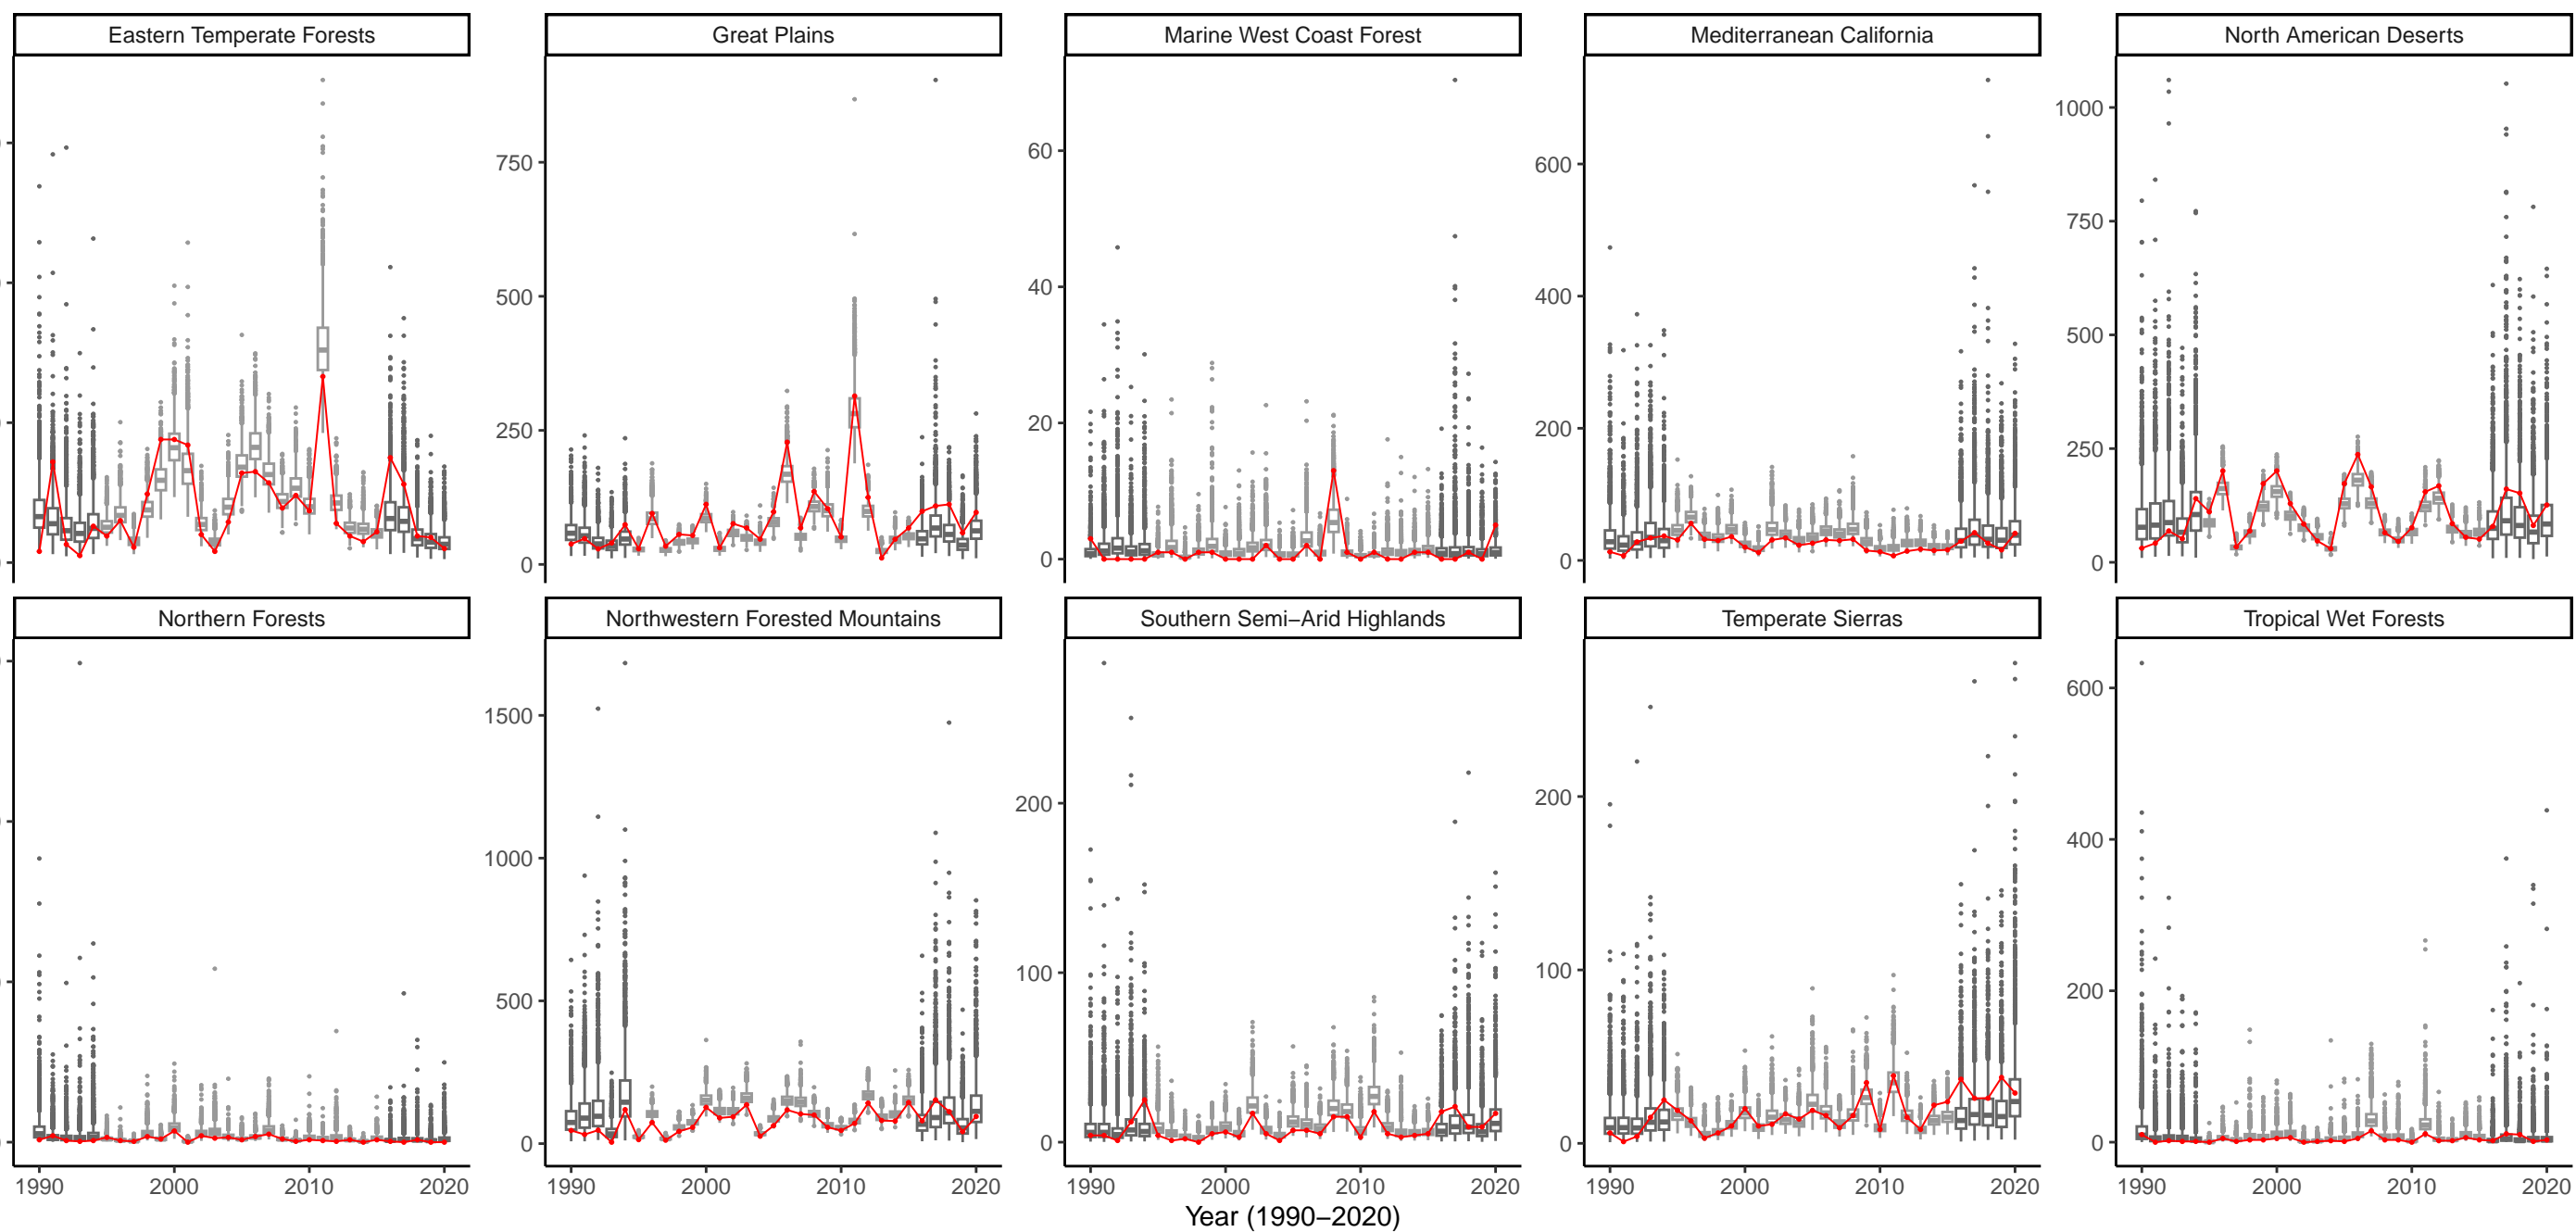 Eastern Temperate Forests
Great Plains
Marine West Coast Forest
Mediterranean California
North American Deserts
750
500
250
0
60
40
20
0
600
400
200
0
1000
750
500
250
0
Northern Forests
Northwestern Forested Mountains
Southern Semi−Arid Highlands
Temperate Sierras
Tropical Wet Forests
1500
1000
500
0
200
100
0
200
100
0
600
400
200
0
1990 2000 2010 2020
1990 2000 2010 2020
1990 2000 2010 2020
1990 2000 2010 2020
1990 2000 2010 2020
Year (1990−2020)